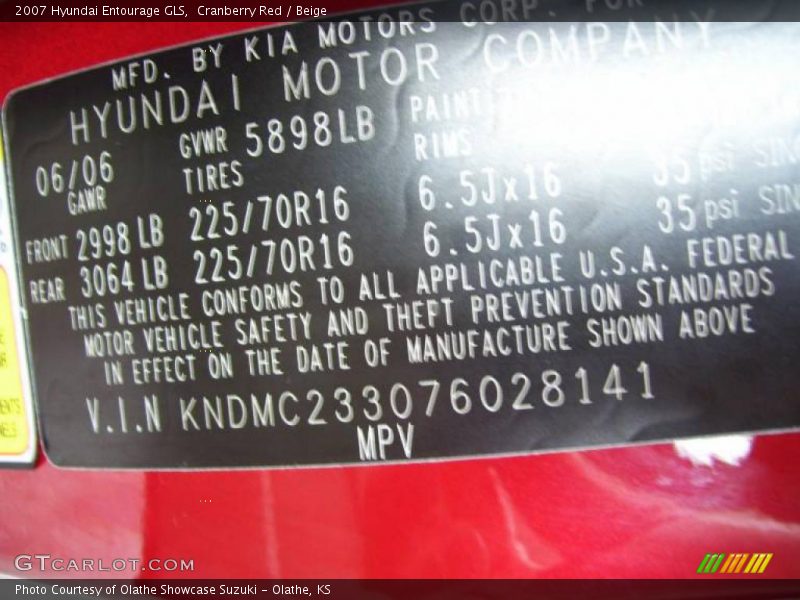 2007 Hyundai Entourage GLS,  Cranberry Red / Beige
MFD. BY KIA MOTORS CORP. FOR
HYUNDAI MOTOR COMPANY
06/06 GVWR 5898LB
GAWR TIRES RIMS
FRONT 2998 LB 225/70R16 6.5Jx16 35 psi SIN
REAR 3064 LB 225/70R16 6.5Jx16 35 psi SIN
THIS VEHICLE CONFORMS TO ALL APPLICABLE U.S.A. FEDERAL
MOTOR VEHICLE SAFETY AND THEFT PREVENTION STANDARDS
IN EFFECT ON THE DATE OF MANUFACTURE SHOWN ABOVE
V.I.N KNDMC233076028141
MPV
GTCARLOT.COM
Photo Courtesy of Olathe Showcase Suzuki - Olathe, KS